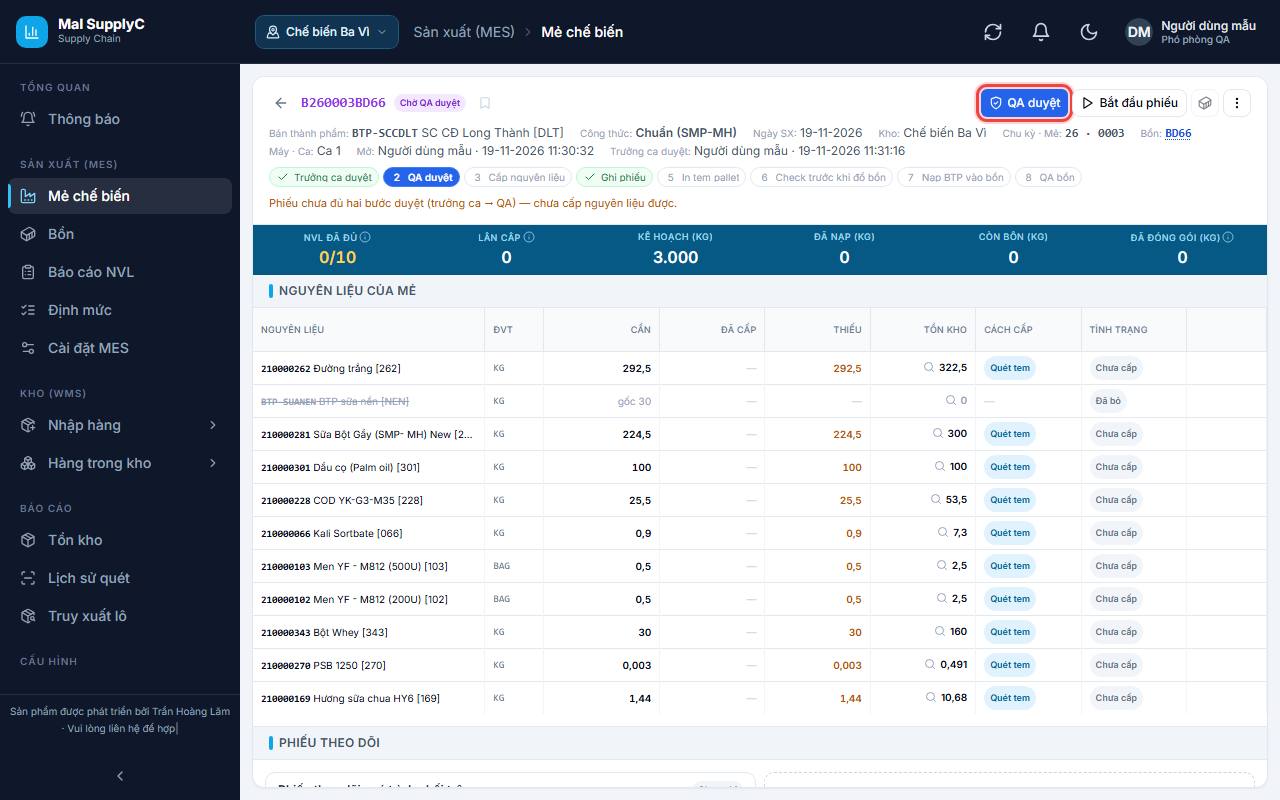 MaI SupplyC
Supply Chain
Chế biến Ba Vì
Sản xuất (MES) > Mẻ chế biến
DM
Người dùng mẫu
Phó phòng QA
TỔNG QUAN
Thông báo
SẢN XUẤT (MES)
Mẻ chế biến
Bồn
Báo cáo NVL
Định mức
Cài đặt MES
KHO (WMS)
Nhập hàng
Hàng trong kho
BÁO CÁO
Tồn kho
Lịch sử quét
Truy xuất lô
CẤU HÌNH
Sản phẩm được phát triển bởi Trần Hoàng Lâm
· Vui lòng liên hệ để hợp|
B260003BD66 Chờ QA duyệt
QA duyệt Bắt đầu phiếu
Bán thành phẩm: BTP-SCCDLT SC CĐ Long Thành [DLT] Công thức: Chuẩn (SMP-MH) Ngày SX: 19-11-2026 Kho: Chế biến Ba Vì Chu kỳ · Mẻ: 26 · 0003 Bồn: BD66
Máy · Ca: Ca 1 Mở: Người dùng mẫu · 19-11-2026 11:30:32 Trưởng ca duyệt: Người dùng mẫu · 19-11-2026 11:31:16
Trưởng ca duyệt 2 QA duyệt 3 Cấp nguyên liệu Ghi phiếu 5 In tem pallet 6 Check trước khi đổ bồn 7 Nạp BTP vào bồn 8 QA bồn
Phiếu chưa đủ hai bước duyệt (trưởng ca → QA) — chưa cấp nguyên liệu được.
NVL ĐÃ ĐỦ LẦN CẤP KẾ HOẠCH (KG) ĐÃ NẠP (KG) CÒN BỒN (KG) ĐÃ ĐÓNG GÓI (KG)
0/10 0 3.000 0 0 0
NGUYÊN LIỆU CỦA MẺ
NGUYÊN LIỆU ĐVT CẦN ĐÃ CẤP THIẾU TỒN KHO CÁCH CẤP TÌNH TRẠNG
210000262 Đường trắng [262] KG 292,5 — 292,5 322,5 Quét tem Chưa cấp
BTP-SUANEN BTP sữa nền [NEN] KG gốc 30 — — 0 — Đã bỏ
210000281 Sữa Bột Gầy (SMP- MH) New [2... KG 224,5 — 224,5 300 Quét tem Chưa cấp
210000301 Dầu cọ (Palm oil) [301] KG 100 — 100 100 Quét tem Chưa cấp
210000228 COD YK-G3-M35 [228] KG 25,5 — 25,5 53,5 Quét tem Chưa cấp
210000066 Kali Sortbate [066] KG 0,9 — 0,9 7,3 Quét tem Chưa cấp
210000103 Men YF - M812 (500U) [103] BAG 0,5 — 0,5 2,5 Quét tem Chưa cấp
210000102 Men YF - M812 (200U) [102] BAG 0,5 — 0,5 2,5 Quét tem Chưa cấp
210000343 Bột Whey [343] KG 30 — 30 160 Quét tem Chưa cấp
210000270 PSB 1250 [270] KG 0,003 — 0,003 0,491 Quét tem Chưa cấp
210000169 Hương sữa chua HY6 [169] KG 1,44 — 1,44 10,68 Quét tem Chưa cấp
PHIẾU THEO DÕI